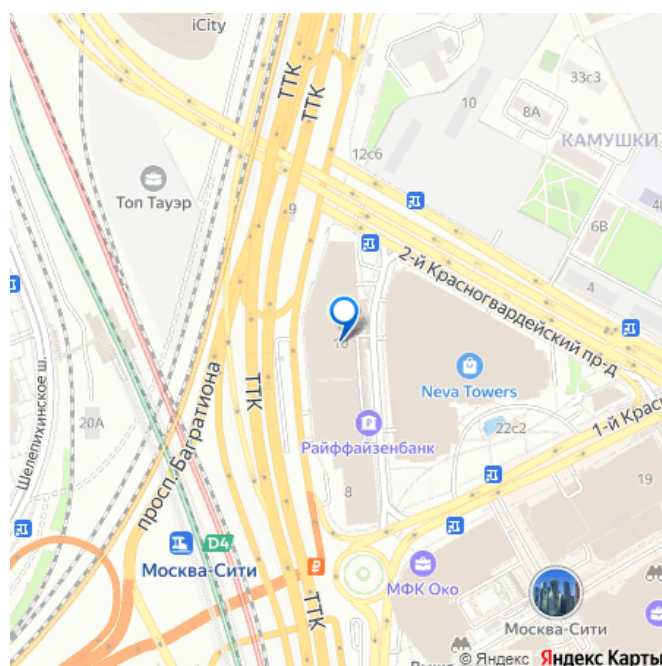 iCity
ТТК
ТТК
33с3
10
8А
КАМУШКИ
12с6
Топ Тауэр
9
6В
4
2-й Красногвардейский пр-д
10
Neva Towers
ТТК
просп. Багратиона
Шелепихинское ш.
20А
Райффайзенбанк
22с2
1-й Крас
8
19
D4
Москва-Сити
МФК Око
ТТК
Москва-Сити
© Яндекс Яндекс Карты